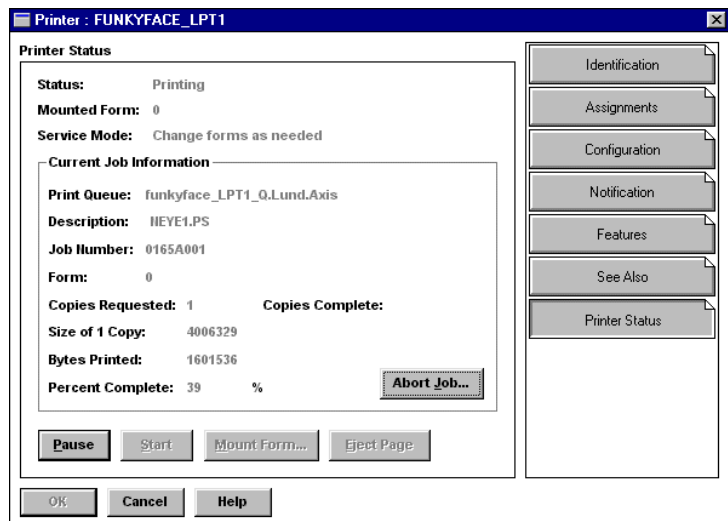 Printer : FUNKYFACE_LPT1
Printer Status
Status: Printing
Mounted Form: 0
Service Mode: Change forms as needed
Current Job Information
Print Queue: funkyface_LPT1_Q.Lund.Axis
Description: NEYE1.PS
Job Number: 0165A001
Form: 0
Copies Requested: 1 Copies Complete:
Size of 1 Copy: 4006329
Bytes Printed: 1601536
Percent Complete: 39 %
Abort Job...
Pause Start Mount Form... Eject Page
OK Cancel Help
Identification
Assignments
Configuration
Notification
Features
See Also
Printer Status